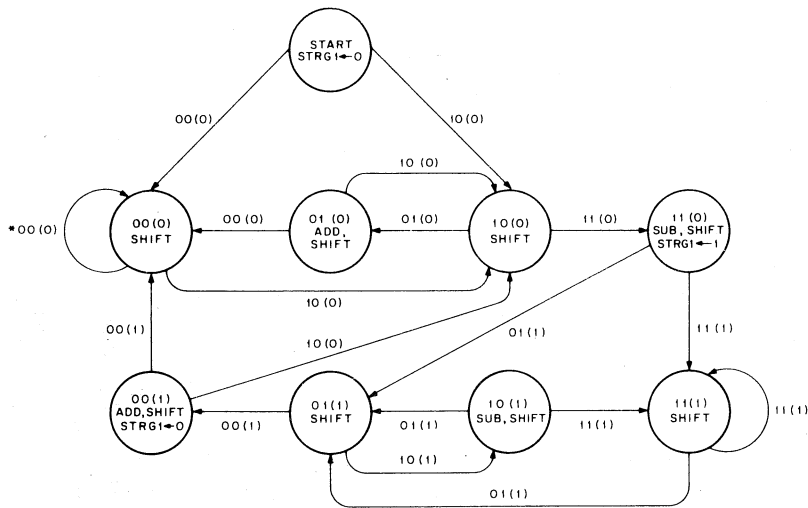 START
STRG1←0
00(0)
10(0)
10 (0)
*00(0)
00(0)
SHIFT
00(0)
01 (0)
ADD,
SHIFT
01(0)
10(0)
SHIFT
11(0)
11(0)
SUB, SHIFT
STRG1←1
10(0)
00(1)
10(0)
01(1)
11(1)
00(1)
ADD,SHIFT
STRG1←0
00(1)
01(1)
SHIFT
01(1)
10(1)
SUB, SHIFT
11(1)
11(1)
SHIFT
11(1)
10(1)
01(1)